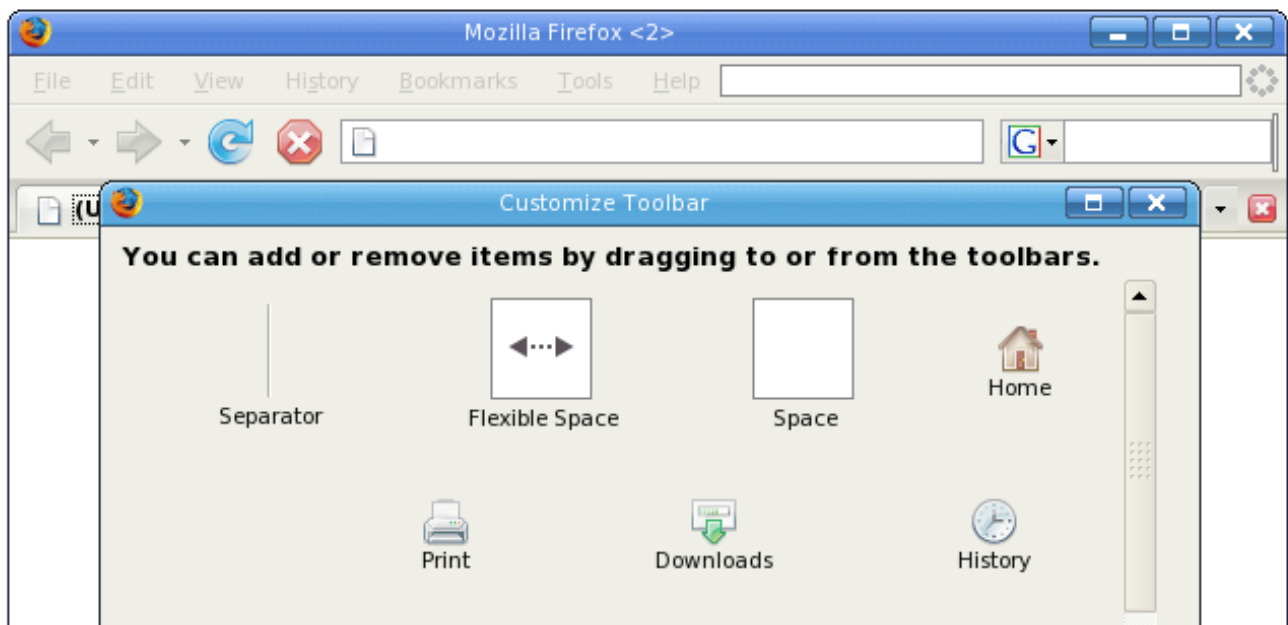 Mozilla Firefox <2>
File Edit View History Bookmarks Tools Help
G
(U
Customize Toolbar
You can add or remove items by dragging to or from the toolbars.
Separator Flexible Space Space Home
Print Downloads History